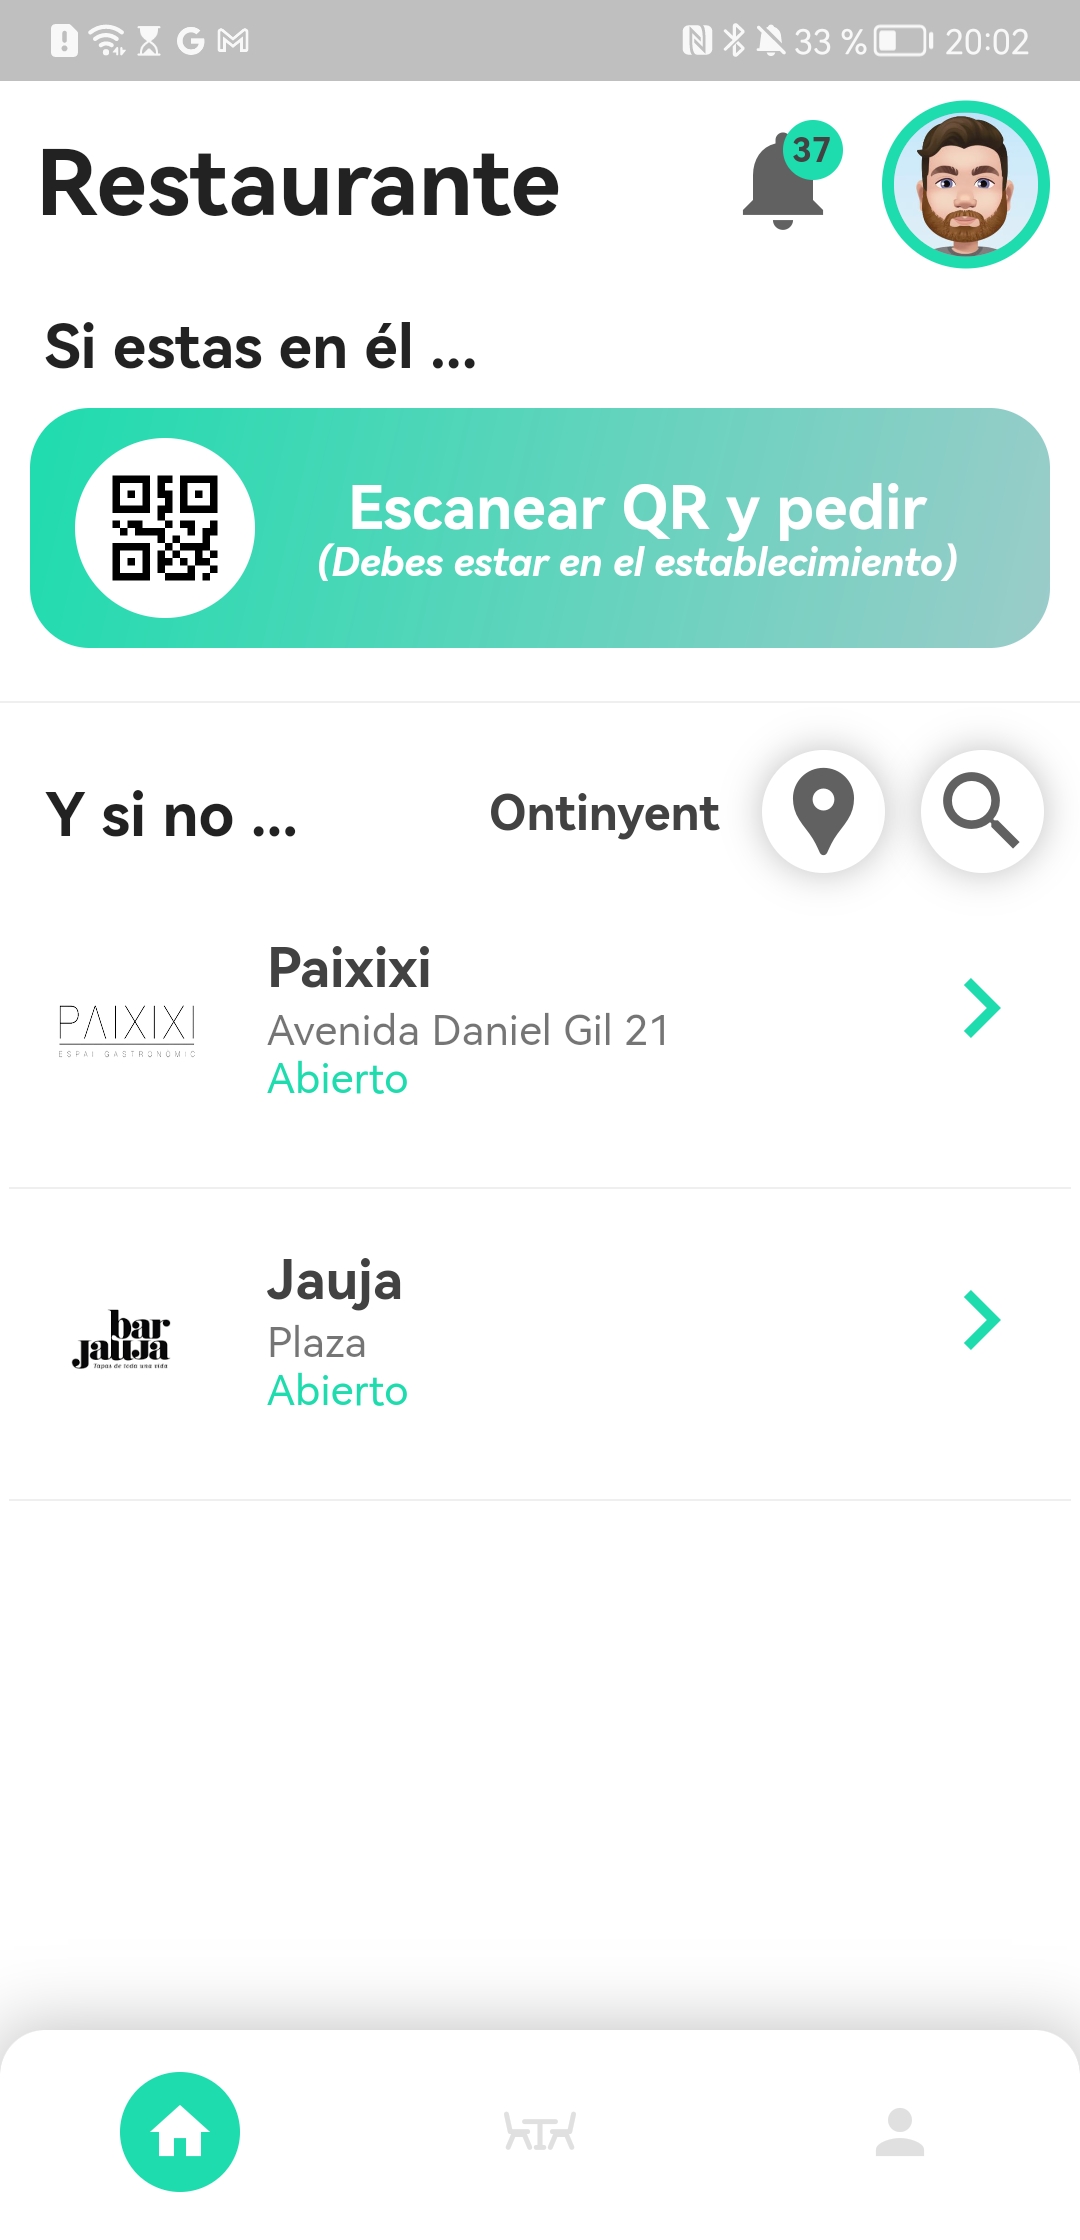 33 % 20:02
Restaurante
37
Si estas en él ...
Escanear QR y pedir
(Debes estar en el establecimiento)
Y si no ...
Ontinyent
PAIXIXI
ESPAI GASTRONOMIC
Paixixi
Avenida Daniel Gil 21
Abierto
bar
jauja
Tapas de toda una vida
Jauja
Plaza
Abierto